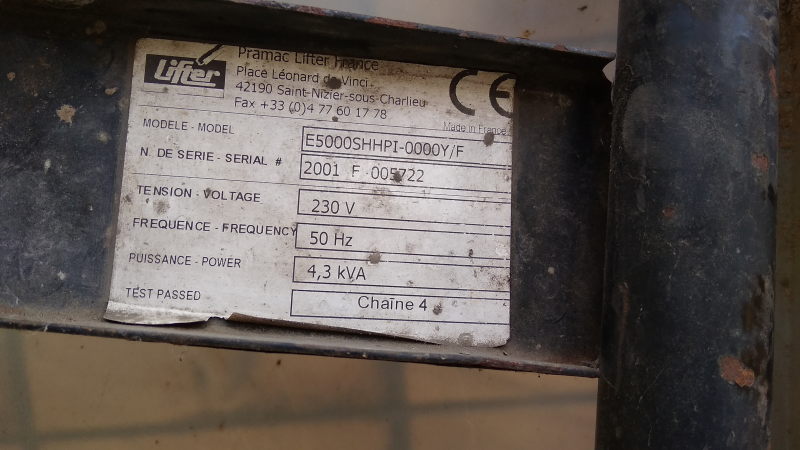 Lifter
Pramac Lifter France
Place Léonard de Vinci
42190 Saint-Nizier-sous-Charlieu
Fax +33 (0)4 77 60 17 78
CE
Made in France
MODELE - MODEL E5000SHHPI-0000Y/F
N. DE SERIE - SERIAL # 2001 F 005722
TENSION - VOLTAGE 230 V
FREQUENCE - FREQUENCY 50 Hz
PUISSANCE - POWER 4,3 kVA
TEST PASSED Chaîne 4